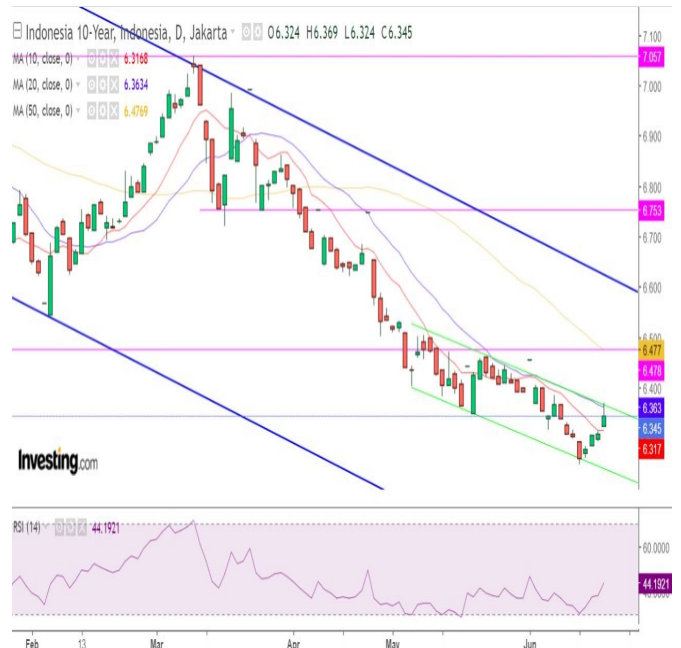 Indonesia 10-Year, Indonesia, D, Jakarta O6.324 H6.369 L6.324 C6.345
MA (10, close, 0) 6.3168
MA (20, close, 0) 6.3634
MA (50, close, 0) 6.4769
7.100
7.057
7.000
6.900
6.800
6.753
6.700
6.600
6.500
6.477
6.478
6.400
6.363
6.345
6.317
Investing.com
RSI (14) 44.1921
60.0000
44.1921
40.0000
Feb 13 Mar Apr May Jun